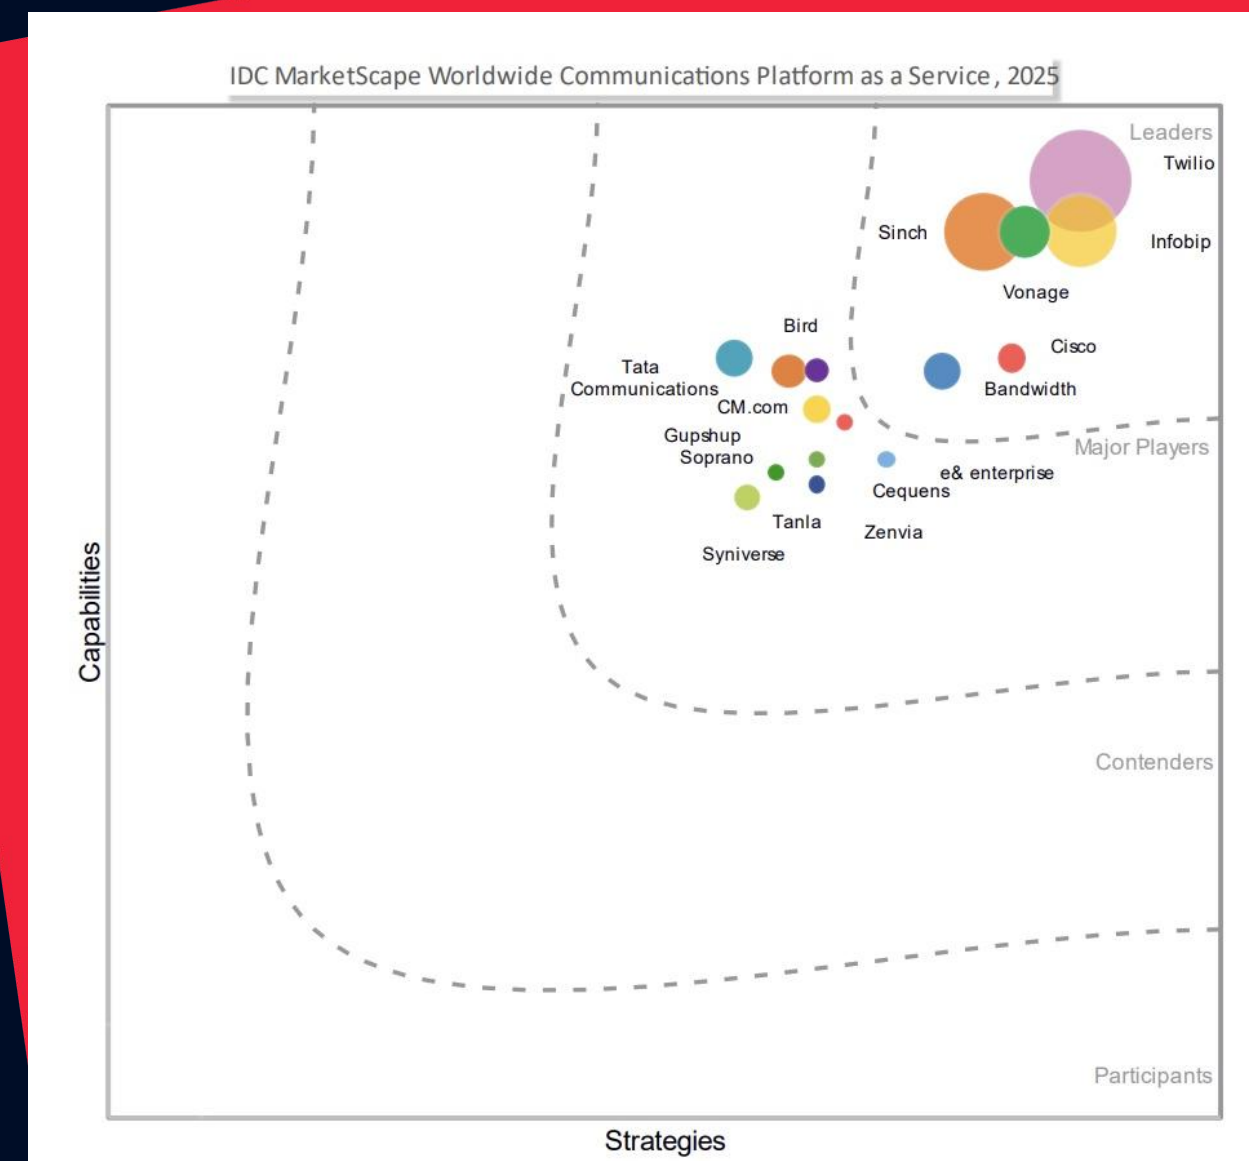 IDC MarketScape Worldwide Communications Platform as a Service, 2025
Leaders
Twilio
Sinch
Infobip
Vonage
Bird
Cisco
Tata
Communications
Bandwidth
CM.com
Gupshup
Major Players
Soprano
e& enterprise
Cequens
Tanla
Zenvia
Syniverse
Capabilities
Contenders
Participants
Strategies